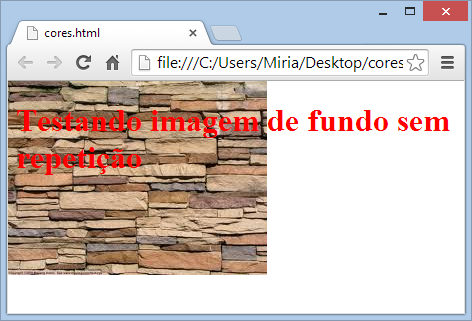 cores.html
file:///C:/Users/Miria/Desktop/cores
Testando imagem de fundo sem
repetição